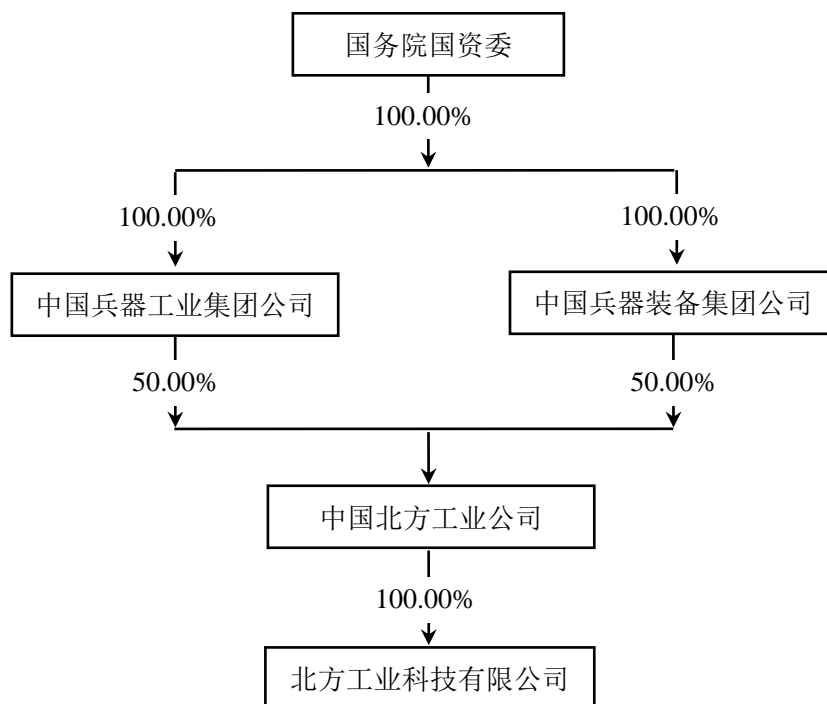 国务院国资委
100.00%
100.00%
100.00%
中国兵器工业集团公司
中国兵器装备集团公司
50.00%
50.00%
中国北方工业公司
100.00%
北方工业科技有限公司